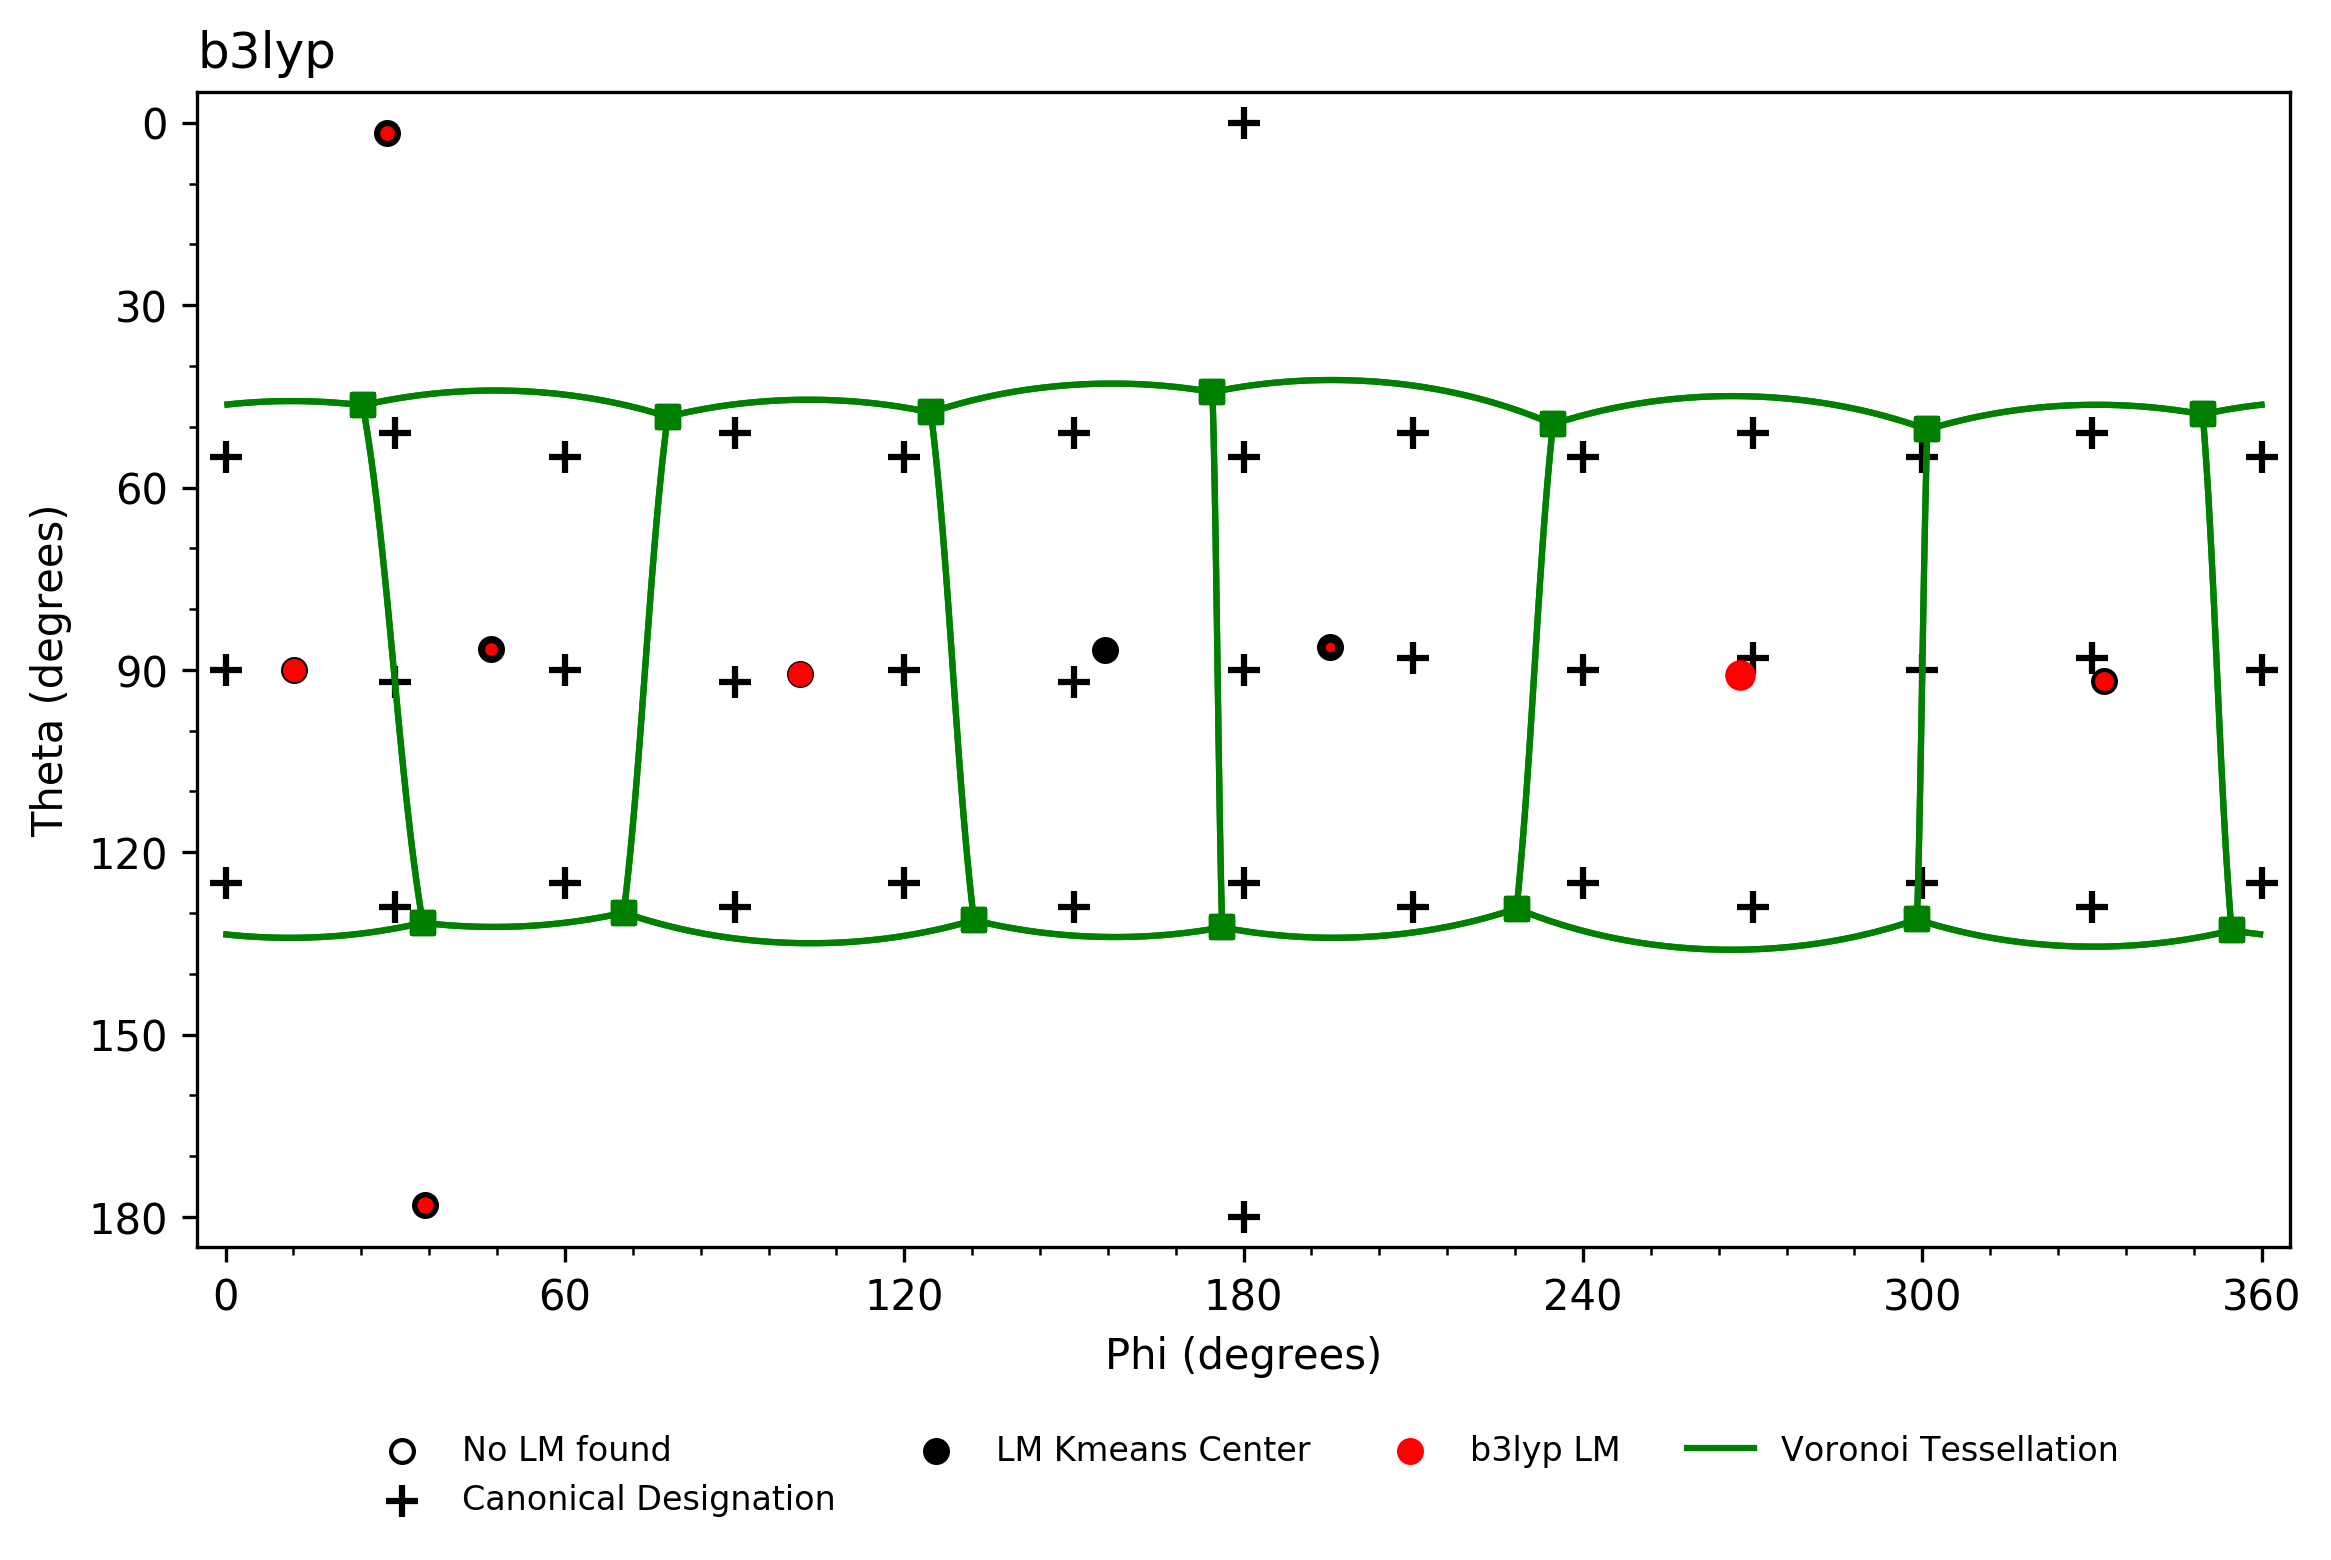 b3lyp
0
30
60
90
120
150
180
Theta (degrees)
0 60 120 180 240 300 360
Phi (degrees)
No LM found
Canonical Designation
LM Kmeans Center
b3lyp LM
Voronoi Tessellation